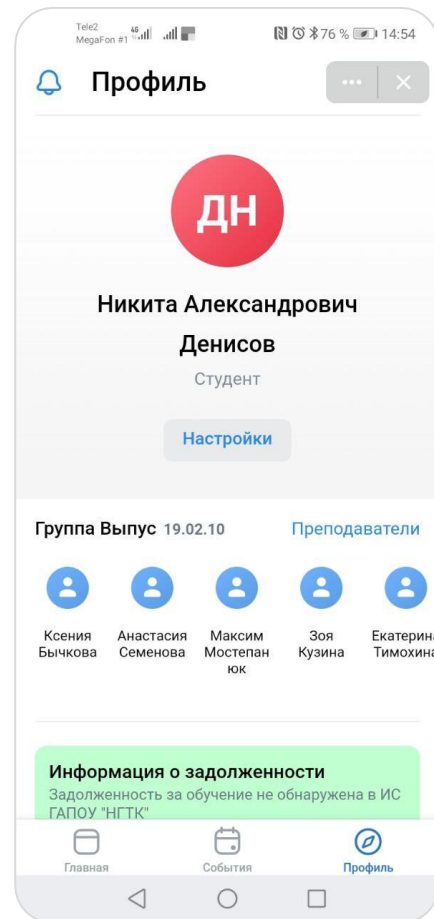 Tele2
MegaFon #1
46
76 %
14:54
Профиль
ДН
Никита Александрович
Денисов
Студент
Настройки
Группа Выпус 19.02.10
Преподаватели
Ксения
Бычкова
Анастасия
Семенова
Максим
Мостепан
юк
Зоя
Кузина
Екатерина
Тимохина
Информация о задолженности
Задолженность за обучение не обнаружена в ИС
ГАПОУ "НГТК"
Главная
События
Профиль